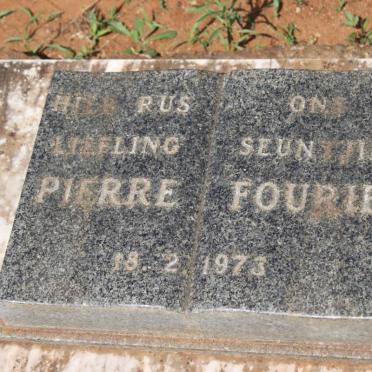 HIER RUS ONS
LIEFLING SEUNTJIE
PIERRE FOURIE
18. 2. 1973